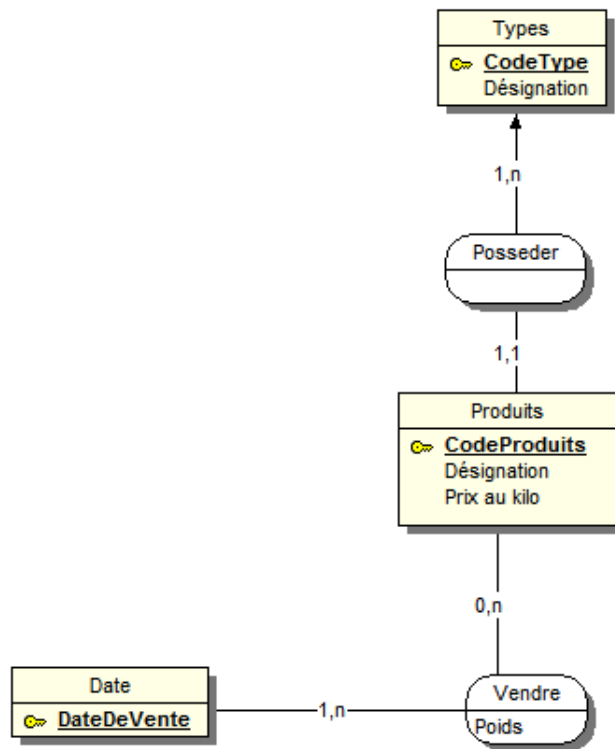 Types
CodeType
Désignation
1,n
Posseder
1,1
Produits
CodeProduits
Désignation
Prix au kilo
0,n
Date
DateDeVente
1,n
Vendre
Poids